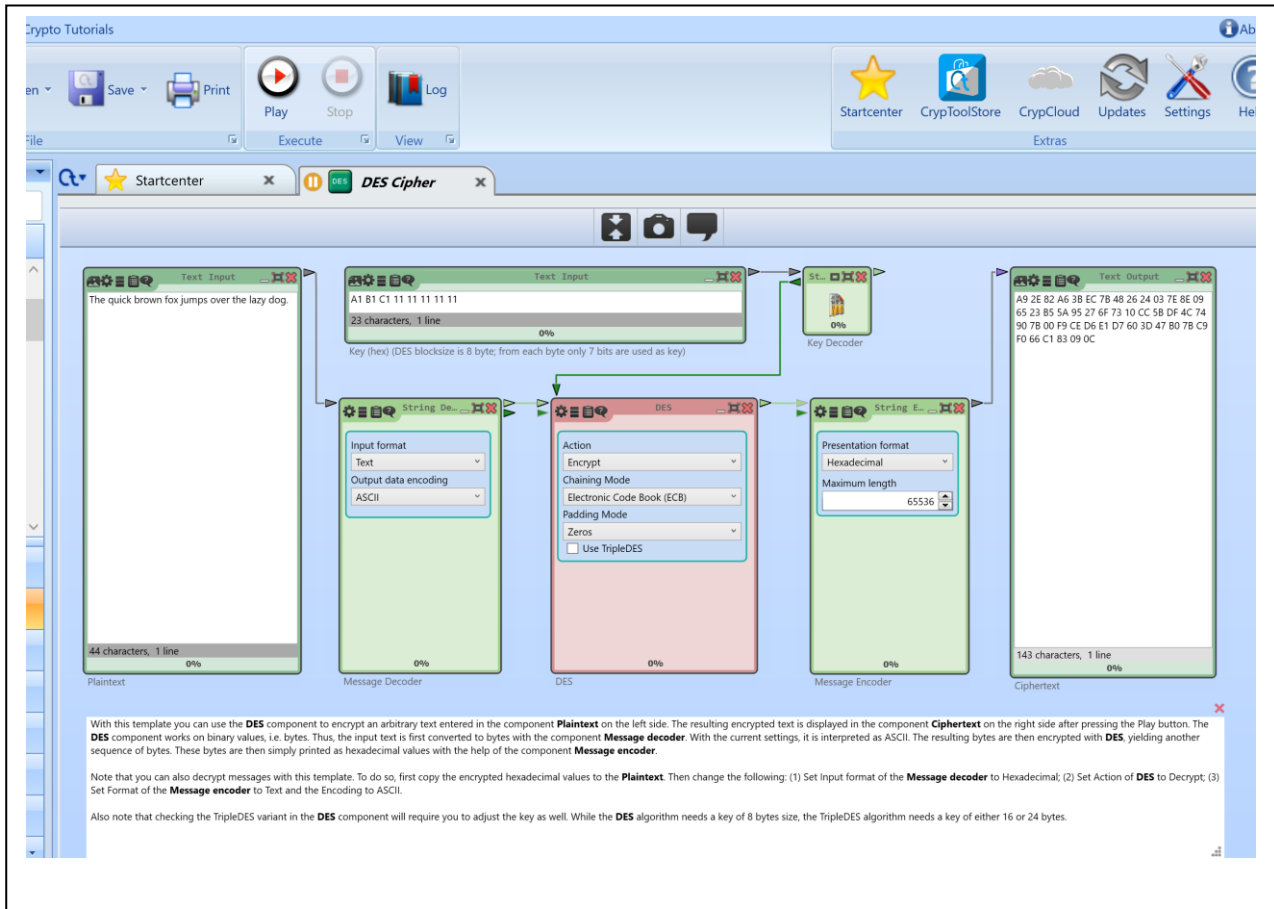 Crypto Tutorials
Ab
en
Save
Print
Play
Stop
Log
Startcenter
CrypToolStore
CrypCloud
Updates
Settings
Hel
File
Execute
View
Extras
Startcenter
DES
DES Cipher
Text Input
The quick brown fox jumps over the lazy dog.
44 characters, 1 line
0%
Plaintext
Text Input
A1 B1 C1 11 11 11 11 11
23 characters, 1 line
0%
Key (hex) (DES blocksize is 8 byte; from each byte only 7 bits are used as key)
St...
0%
Key Decoder
Text Output
A9 2E 82 A6 3B EC 7B 48 26 24 03 7E 8E 09
65 23 B5 5A 95 27 6F 73 10 CC 5B DF 4C 74
90 7B 00 F9 CE D6 E1 D7 60 3D 47 B0 7B C9
F0 66 C1 83 09 0C
143 characters, 1 line
0%
Ciphertext
String De...
Input format
Text
Output data encoding
ASCII
0%
Message Decoder
DES
Action
Encrypt
Chaining Mode
Electronic Code Book (ECB)
Padding Mode
Zeros
Use TripleDES
0%
DES
String E...
Presentation format
Hexadecimal
Maximum length
65536
0%
Message Encoder
With this template you can use the DES component to encrypt an arbitrary text entered in the component Plaintext on the left side. The resulting encrypted text is displayed in the component Ciphertext on the right side after pressing the Play button. The
DES component works on binary values, i.e. bytes. Thus, the input text is first converted to bytes with the component Message decoder. With the current settings, it is interpreted as ASCII. The resulting bytes are then encrypted with DES, yielding another
sequence of bytes. These bytes are then simply printed as hexadecimal values with the help of the component Message encoder.
Note that you can also decrypt messages with this template. To do so, first copy the encrypted hexadecimal values to the Plaintext. Then change the following: (1) Set Input format of the Message decoder to Hexadecimal; (2) Set Action of DES to Decrypt; (3)
Set Format of the Message encoder to Text and the Encoding to ASCII.
Also note that checking the TripleDES variant in the DES component will require you to adjust the key as well. While the DES algorithm needs a key of 8 bytes size, the TripleDES algorithm needs a key of either 16 or 24 bytes.